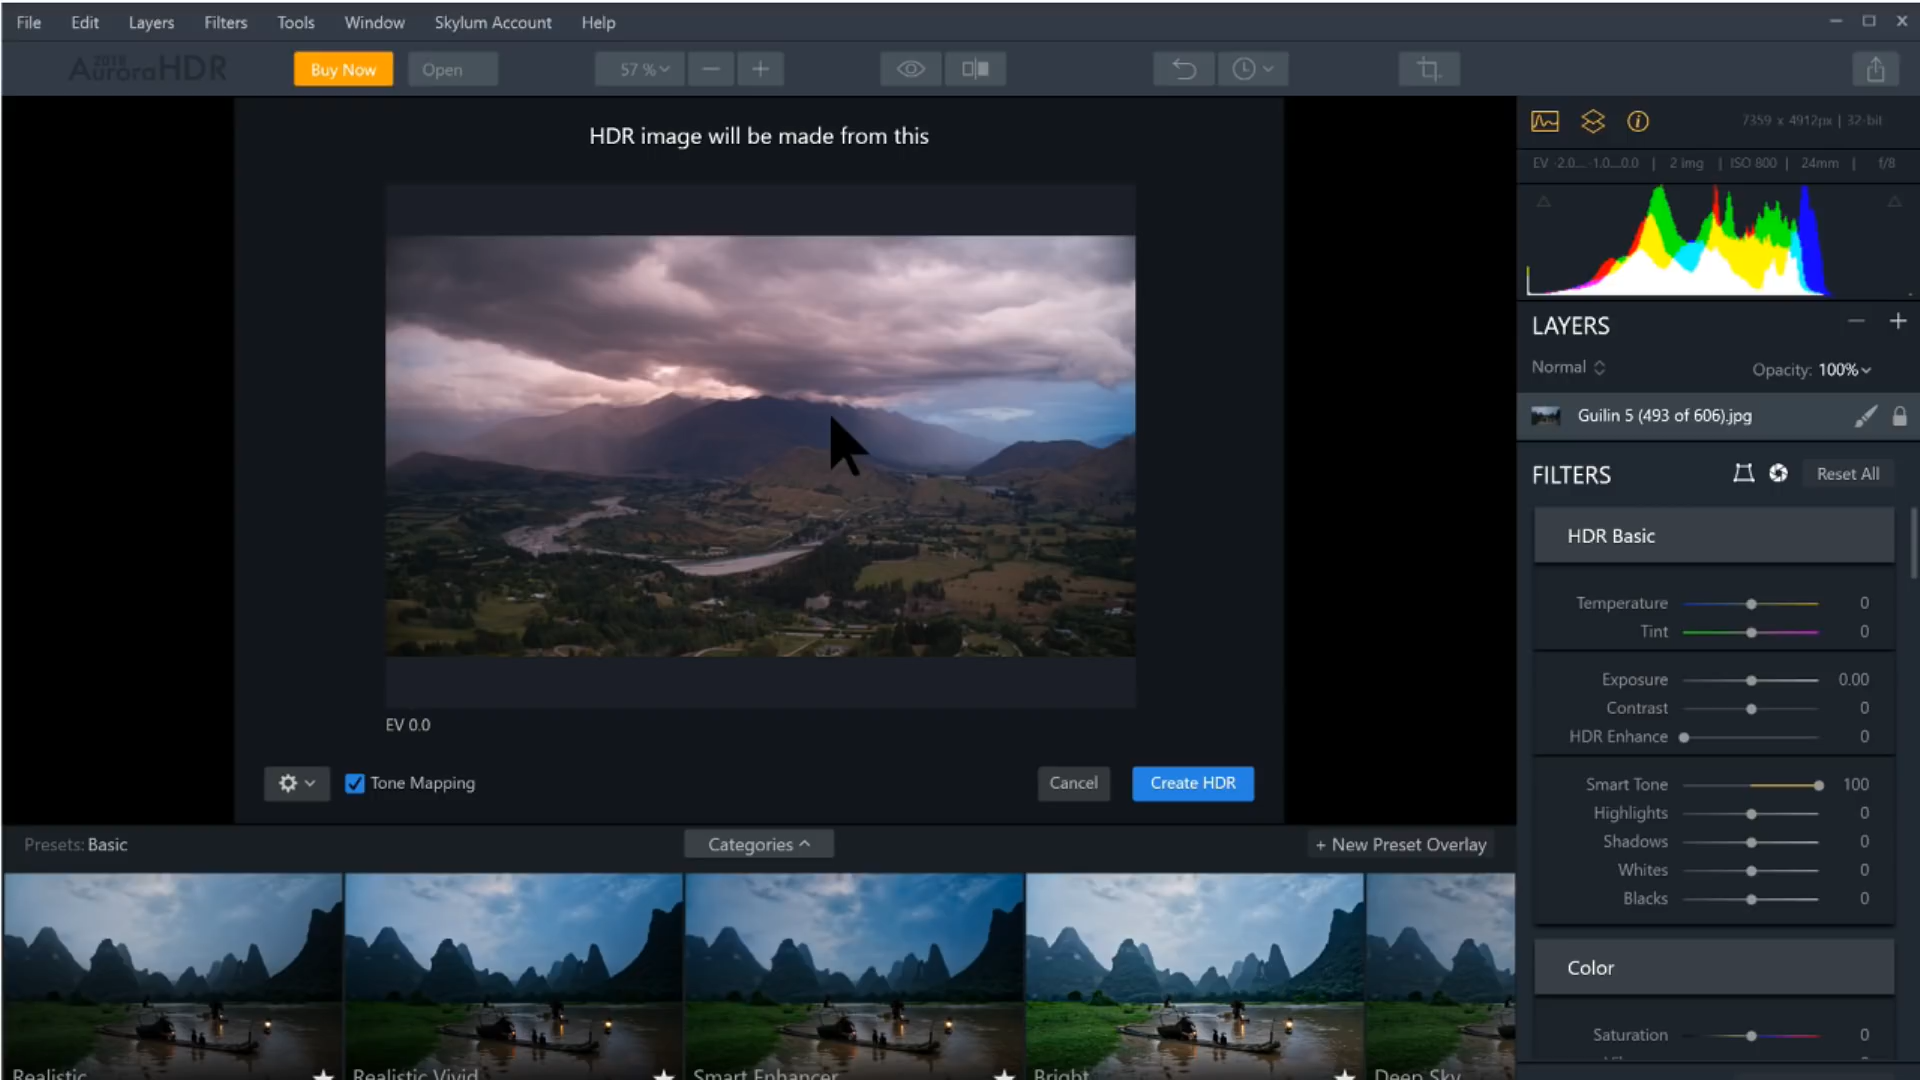 File Edit Layers Filters Tools Window Skylum Account Help
2018
AuroraHDR
Buy Now
Open
57 %
HDR image will be made from this
7359 x 4912px | 32-bit
EV -2.0... -1.0...0.0 | 2 img | ISO 800 | 24mm | f/8
LAYERS
Normal
Opacity: 100%
Guilin 5 (493 of 606).jpg
FILTERS
Reset All
HDR Basic
Temperature 0
Tint 0
Exposure 0.00
Contrast 0
HDR Enhance 0
Smart Tone 100
Highlights 0
Shadows 0
Whites 0
Blacks 0
Color
Saturation 0
EV 0.0
Tone Mapping
Cancel
Create HDR
Presets: Basic
Categories
+ New Preset Overlay
Realistic
Realistic Vivid
Smart Enhancer
Bright
Deep Sky